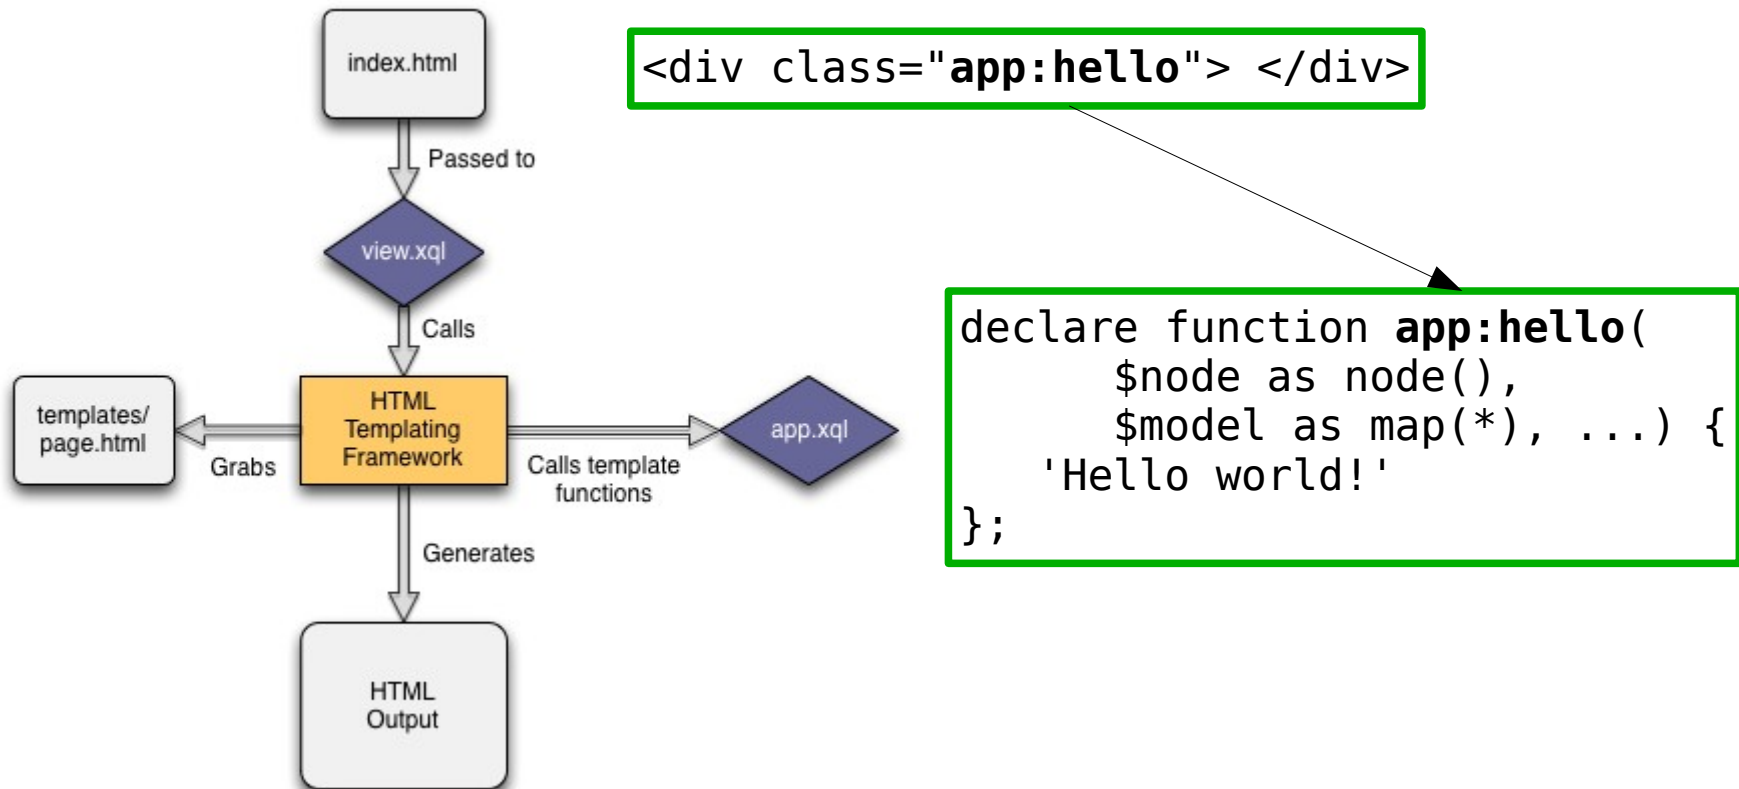 index.html
Passed to
view.xql
Calls
templates/
page.html
Grabs
HTML
Templating
Framework
Calls template
functions
app.xql
Generates
HTML
Output
<div class="app:hello"> </div>
declare function app:hello(
$node as node(),
$model as map(*), ...) {
'Hello world!'
};